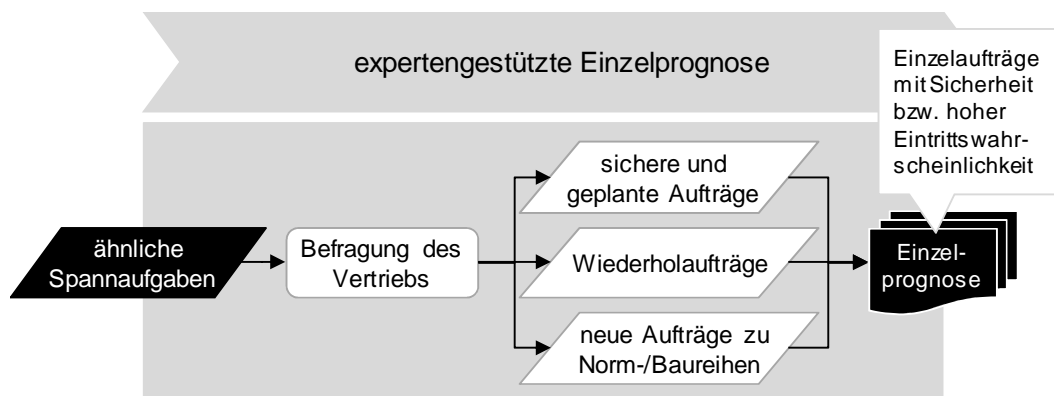 expertengestützte Einzelprognose
Einzelaufträge
mit Sicherheit
bzw. hoher
Eintrittswahr-
scheinlichkeit
ähnliche
Spannaufgaben
Befragung des
Vertriebs
sichere und
geplante Aufträge
Wiederholaufträge
neue Aufträge zu
Norm-/Baureihen
Einzel-
prognose